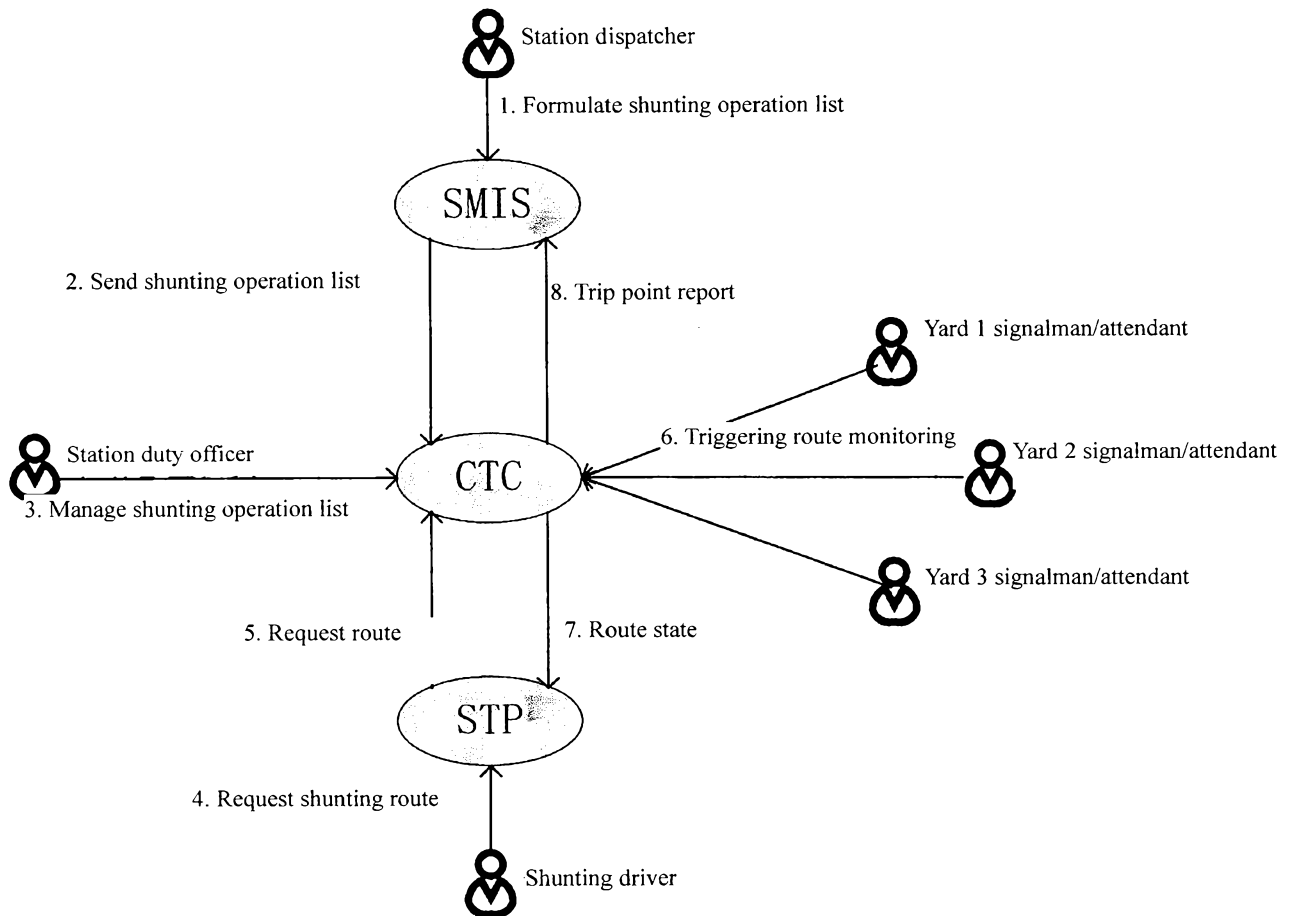 Station dispatcher
1. Formulate shunting operation list
SMIS
2. Send shunting operation list
8. Trip point report
Yard 1 signalman/attendant
6. Triggering route monitoring
Yard 2 signalman/attendant
Station duty officer
CTC
3. Manage shunting operation list
Yard 3 signalman/attendant
5. Request route
7. Route state
STP
4. Request shunting route
Shunting driver